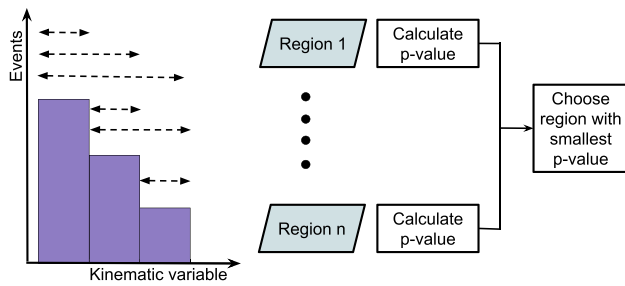 Events
Kinematic variable
Region 1
Calculate
p-value
Region n
Calculate
p-value
Choose
region with
smallest
p-value